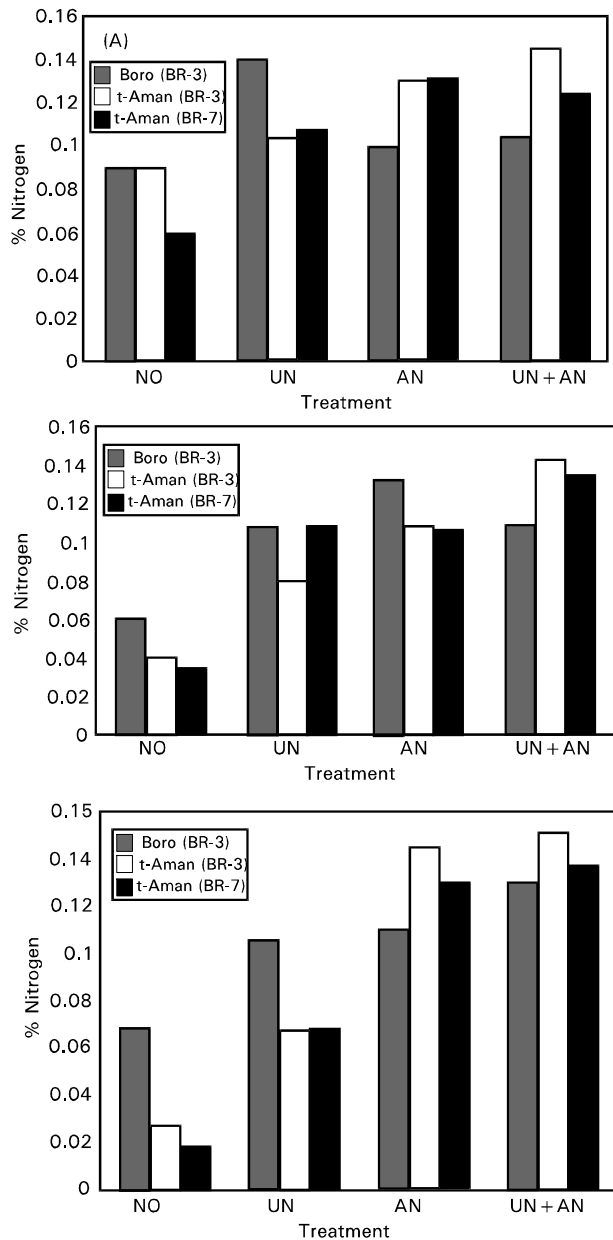 (A)
Boro (BR-3)
t-Aman (BR-3)
t-Aman (BR-7)
% Nitrogen
0.16
0.14
0.12
0.1
0.08
0.06
0.04
0.02
0
NO UN AN UN + AN
Treatment
Boro (BR-3)
t-Aman (BR-3)
t-Aman (BR-7)
% Nitrogen
0.16
0.14
0.12
0.1
0.08
0.06
0.04
0.02
0
NO UN AN UN + AN
Treatment
Boro (BR-3)
t-Aman (BR-3)
t-Aman (BR-7)
% Nitrogen
0.15
0.14
0.12
0.1
0.08
0.06
0.04
0.02
0
NO UN AN UN + AN
Treatment